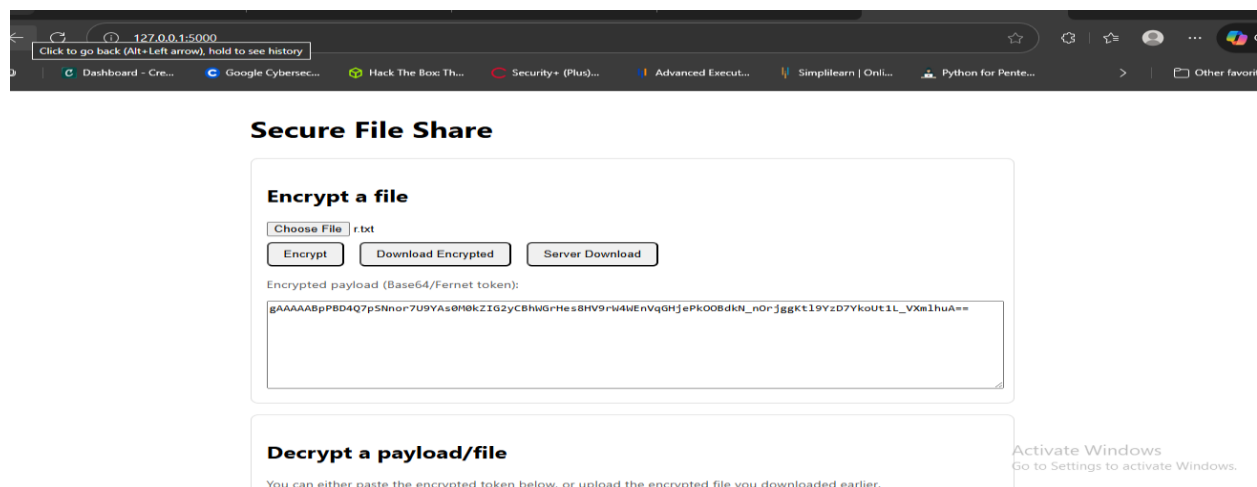 127.0.0.1:5000
Click to go back (Alt+Left arrow), hold to see history
Dashboard - Cre... Google Cybersec... Hack The Box: Th... Security+ (Plus)... Advanced Execut... Simplilearn | Onli... Python for Pente... Other favorit
Secure File Share
Encrypt a file
Choose File r.txt
Encrypt Download Encrypted Server Download
Encrypted payload (Base64/Fernet token):
gAAAAABpPBD4Q7pSNnor7U9YAs0M0kZIG2yCBhWGrHes8HV9rW4WEnVqGHjePkOOBdkN_nOrjggKtl9YzD7YkoUt1L_VXmlhuA==
Decrypt a payload/file
Activate Windows
Go to Settings to activate Windows.
You can either paste the encrypted token below, or upload the encrypted file you downloaded earlier.